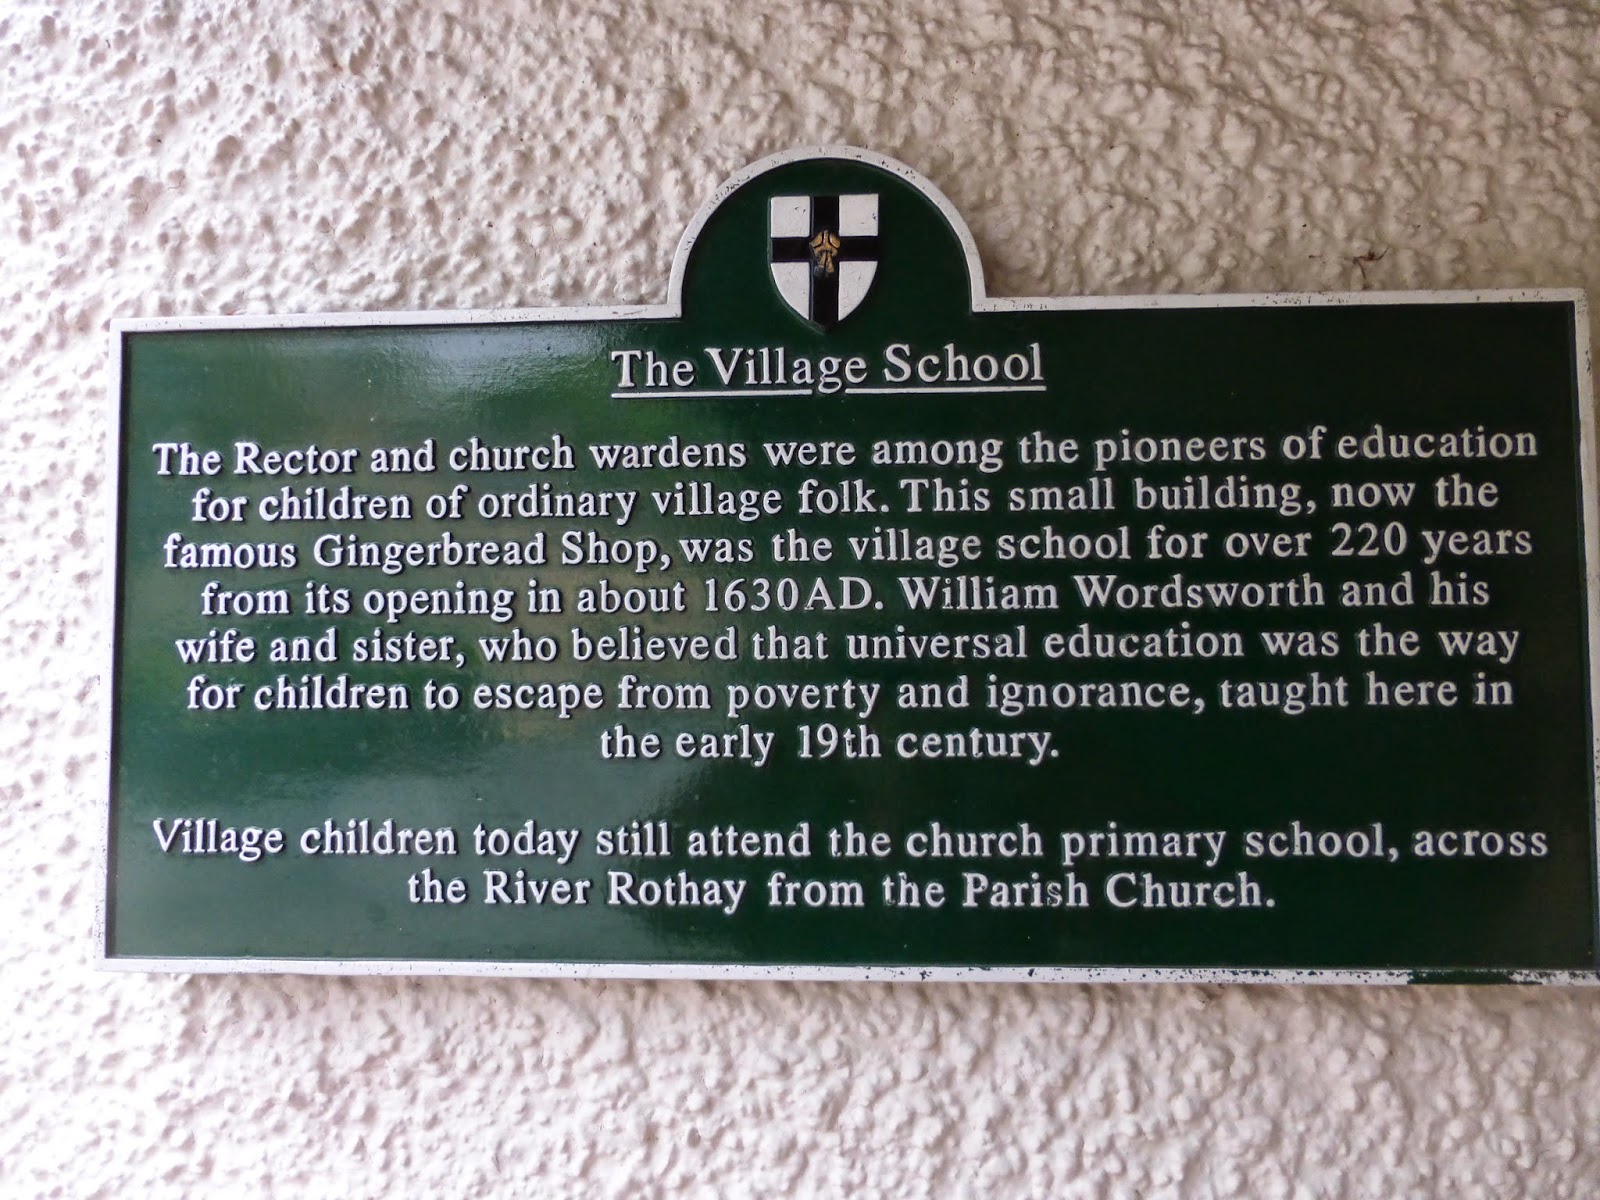 The Village School
The Rector and church wardens were among the pioneers of education
for children of ordinary village folk. This small building, now the
famous Gingerbread Shop, was the village school for over 220 years
from its opening in about 1630AD. William Wordsworth and his
wife and sister, who believed that universal education was the way
for children to escape from poverty and ignorance, taught here in
the early 19th century.
Village children today still attend the church primary school, across
the River Rothay from the Parish Church.